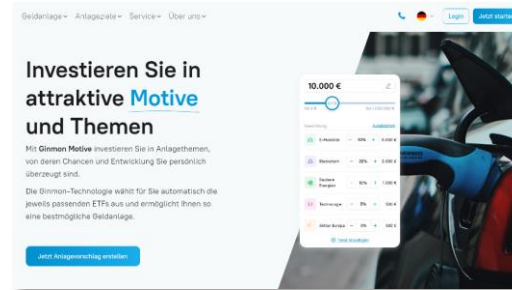 Geldanlage Anlageziele Service Über uns
Login Jetzt starten
Investieren Sie in
attraktive Motive
und Themen
Mit Ginmon Motive investieren Sie in Anlagethemen,
von deren Chancen und Entwicklung Sie persönlich
überzeugt sind.
Die Ginmon-Technologie wählt für Sie automatisch die
jeweils passenden ETFs aus und ermöglicht Ihnen so
eine bestmögliche Geldanlage.
Jetzt Anlagevorschlag erstellen
10.000 €
E-Mobilität
Erneuerb. Energien
Technologie
Aktien Europa